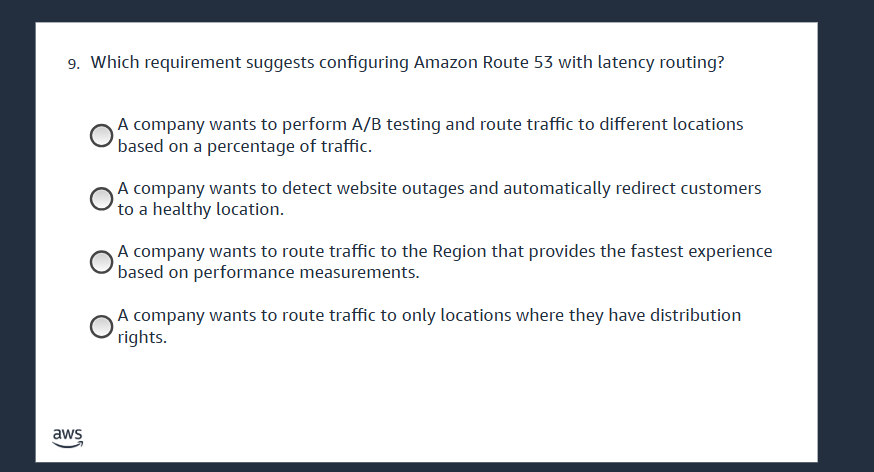 9. Which requirement suggests configuring Amazon Route 53 with latency routing?
A company wants to perform A/B testing and route traffic to different locations
based on a percentage of traffic.
A company wants to detect website outages and automatically redirect customers
to a healthy location.
A company wants to route traffic to the Region that provides the fastest experience
based on performance measurements.
A company wants to route traffic to only locations where they have distribution
rights.
aws